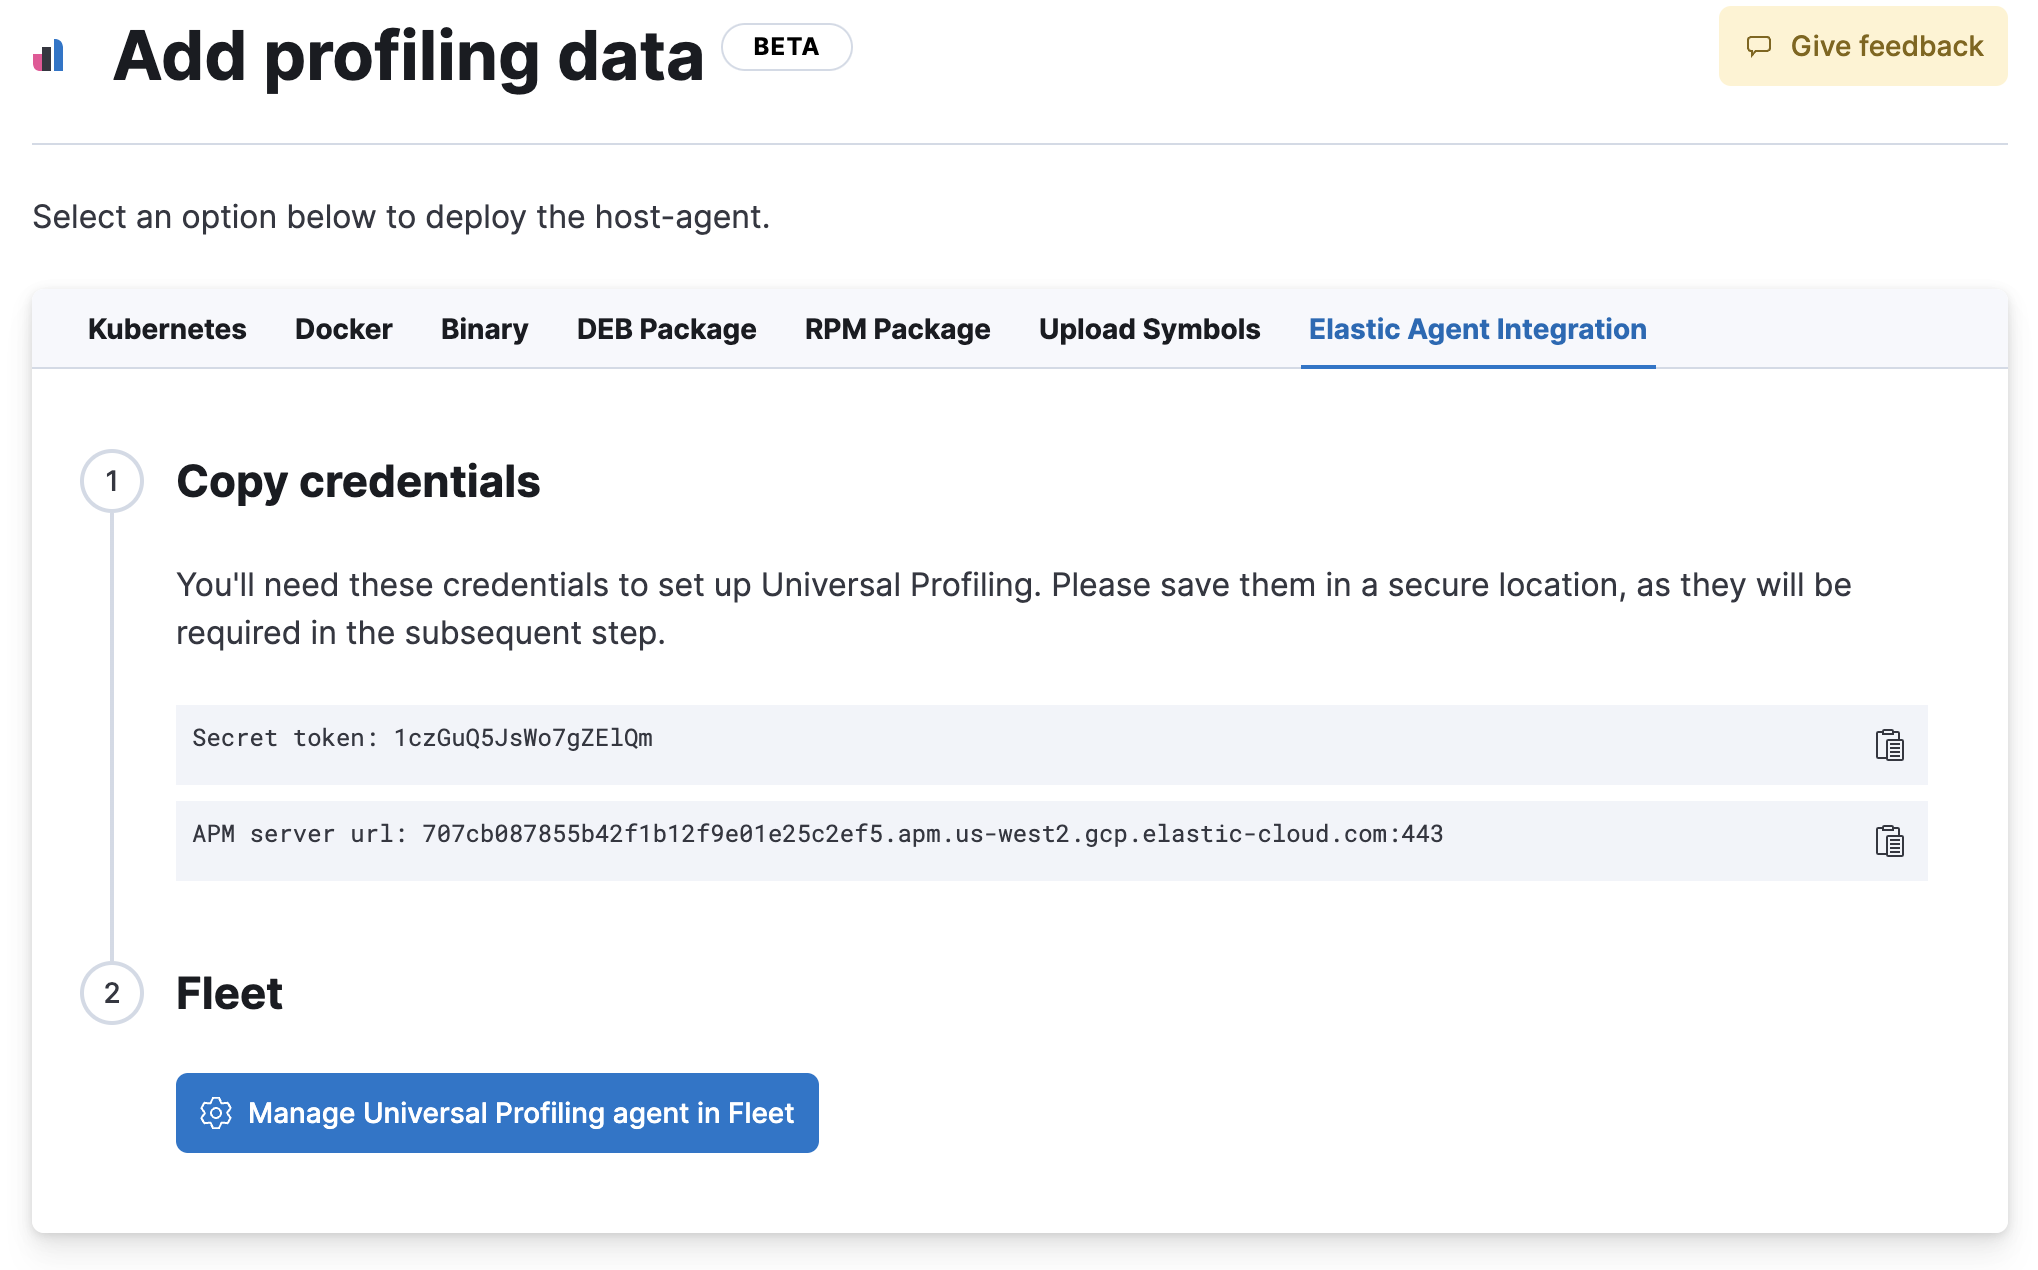 Add profiling data BETA
Give feedback
Select an option below to deploy the host-agent.
Kubernetes Docker Binary DEB Package RPM Package Upload Symbols Elastic Agent Integration
1 Copy credentials
You'll need these credentials to set up Universal Profiling. Please save them in a secure location, as they will be
required in the subsequent step.
Secret token: 1czGuQ5JsWo7gZElQm
APM server url: 707cb087855b42f1b12f9e01e25c2ef5.apm.us-west2.gcp.elastic-cloud.com:443
2 Fleet
Manage Universal Profiling agent in Fleet